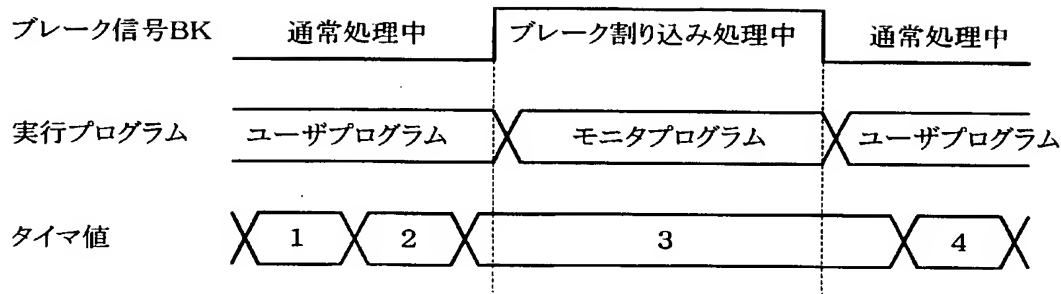 ブレーク信号BK 通常処理中 ブレーク割り込み処理中 通常処理中
実行プログラム ユーザプログラム モニタプログラム ユーザプログラム
タイマ値 1 2 3 4